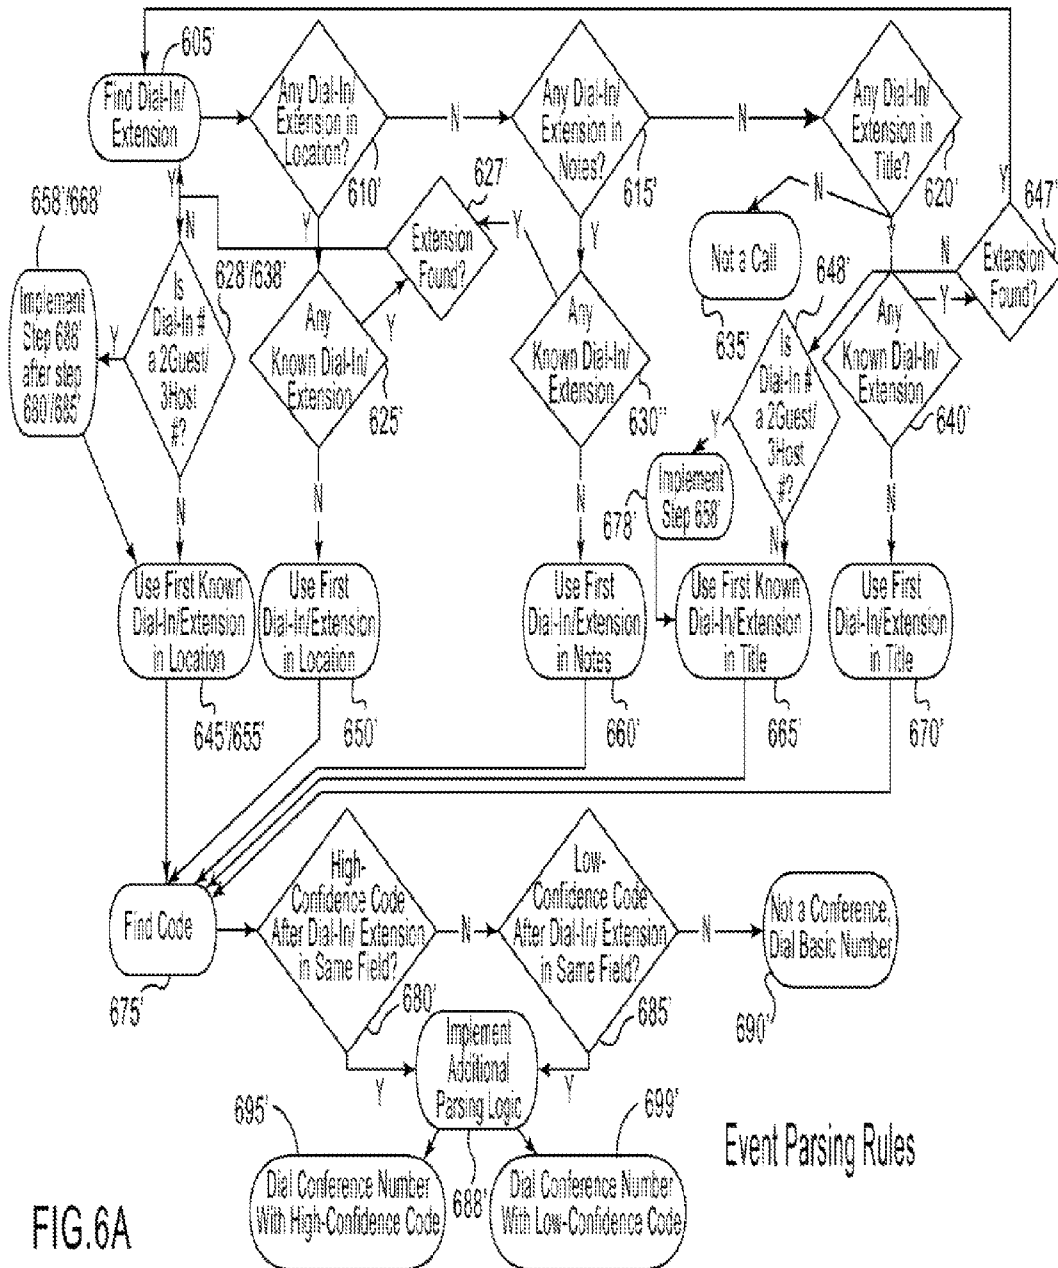 605'
Find Dial-In/
Extension
Any Dial-In/
Extension in
Location?
610'
N
Any Dial-In/
Extension in
Notes?
615'
N
Any Dial-In/
Extension in
Title?
620'
Y
N
658'/668'
Implement
Step 688'
after step
680'/685'
Y
Is
Dial-In #
a 2Guest/
3Host
#?
628'/638'
N
Y
Any
Known Dial-In/
Extension
625'
Y
N
627'
Extension
Found?
Y
Y
Any
Known Dial-In/
Extension
630''
N
N
Not a Call
635'
648'
Is
Dial-In #
a 2Guest/
3Host
#?
Y
N
Implement
Step 658'
678'
Any
Known Dial-In/
Extension
640'
Y
N
Y
647'
Extension
Found?
N
Use First Known
Dial-In/Extension
in Location
645'/655'
Use First
Dial-In/Extension
in Location
650'
Use First
Dial-In/Extension
in Notes
660'
Use First Known
Dial-In/Extension
in Title
665'
Use First
Dial-In/Extension
in Title
670'
Find Code
675'
High-
Confidence Code
After Dial-In/ Extension
in Same Field?
680'
N
Y
Low-
Confidence Code
After Dial-In/ Extension
in Same Field?
685'
N
Y
Not a Conference,
Dial Basic Number
690'
Implement
Additional
Parsing Logic
688'
695'
Dial Conference Number
With High-Confidence Code
699'
Dial Conference Number
With Low-Confidence Code
Event Parsing Rules
FIG.6A